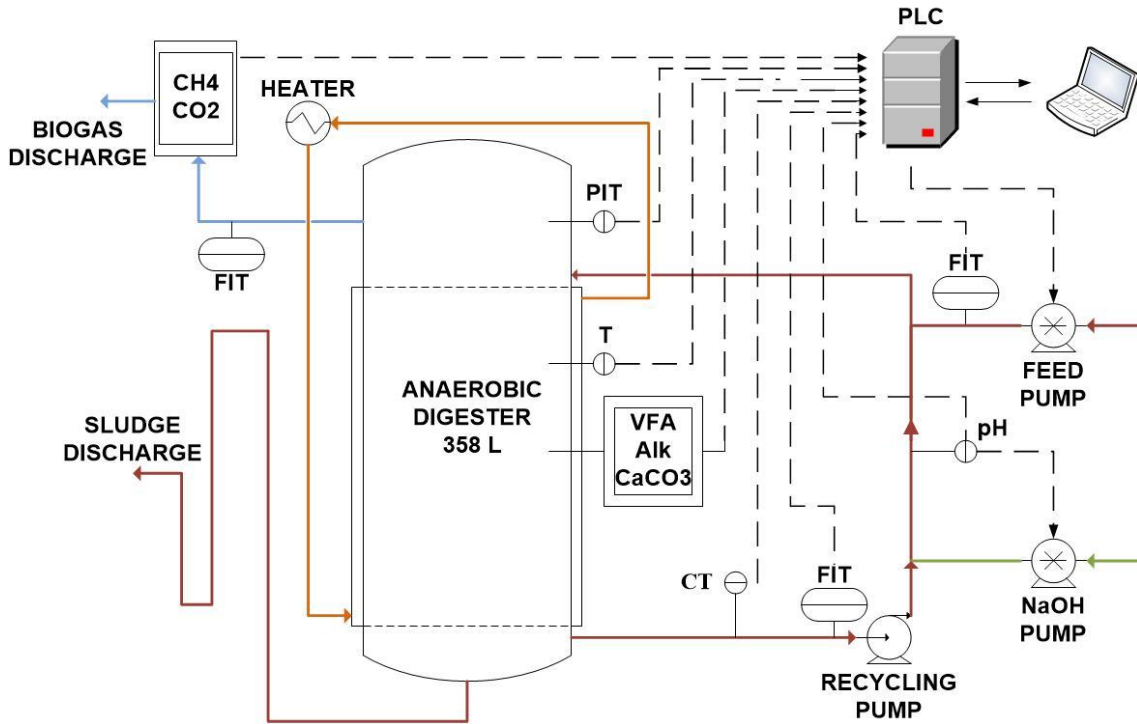 PLC
CH4
CO2
HEATER
BIOGAS
DISCHARGE
PIT
FIT
FIT
T
ANAEROBIC
DIGESTER
358 L
FEED
PUMP
SLUDGE
DISCHARGE
VFA
Alk
CaCO3
pH
CT
FIT
NaOH
PUMP
RECYCLING
PUMP